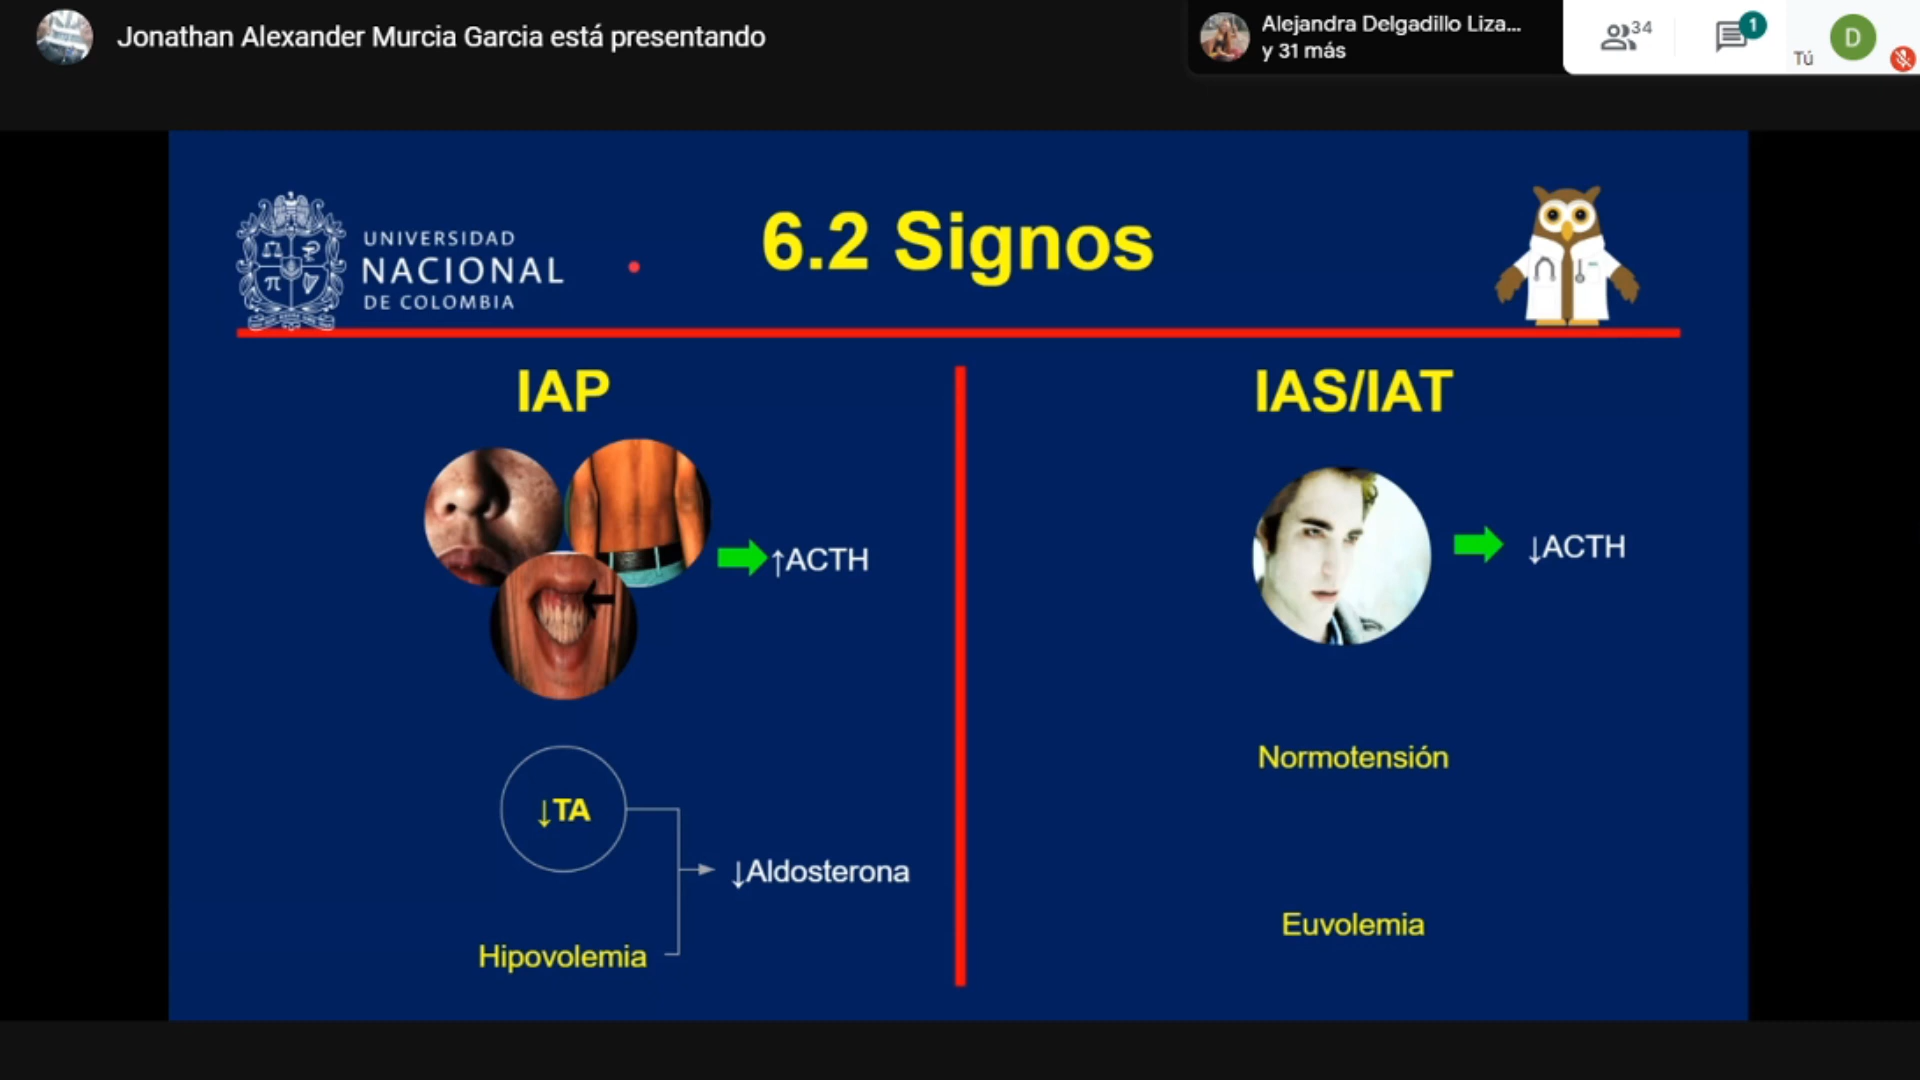 Jonathan Alexander Murcia Garcia está presentando
Alejandra Delgadillo Liza...
y 31 más
34
1
Tú
D
UNIVERSIDAD
NACIONAL
DE COLOMBIA
π
6.2 Signos
IAP
↑ACTH
↓TA
↓Aldosterona
Hipovolemia
IAS/IAT
↓ACTH
Normotensión
Euvolemia